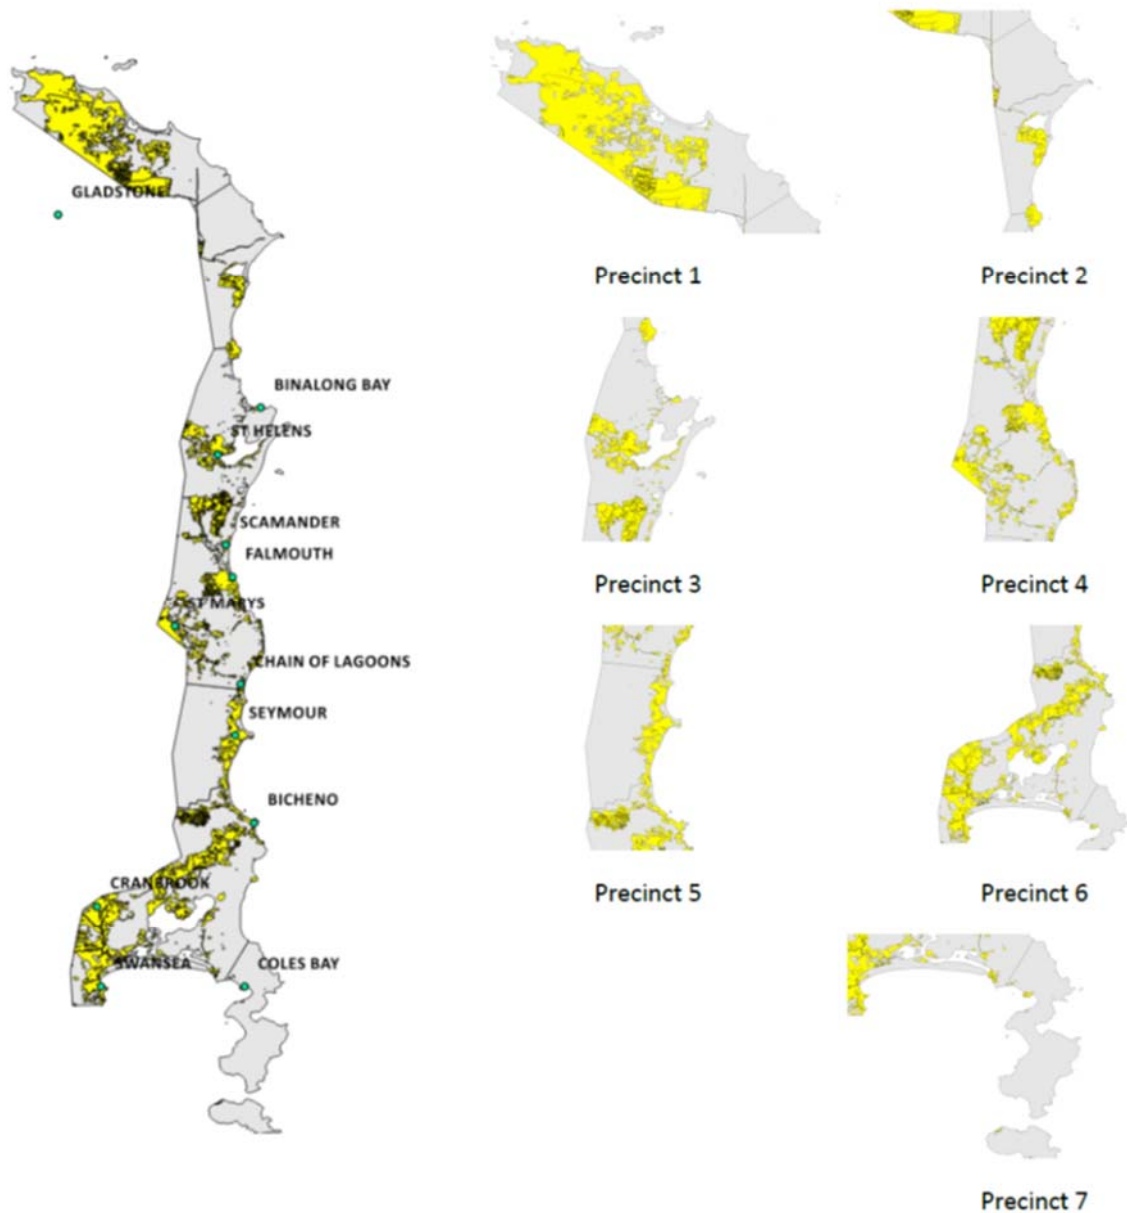 GLADSTONE
BINALONG BAY
ST HELENS
SCAMANDER
FALMOUTH
ST MARYS
CHAIN OF LAGOONS
SEYMOUR
BICHENO
CRANBROOK
SWANSEA
COLES BAY
Precinct 1
Precinct 2
Precinct 3
Precinct 4
Precinct 5
Precinct 6
Precinct 7